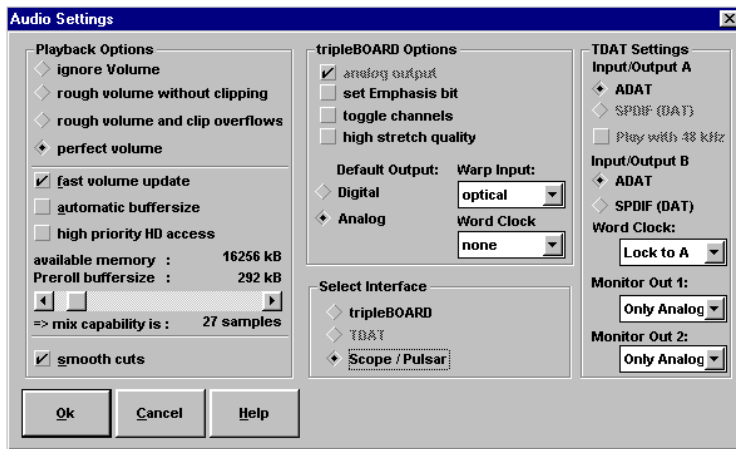 Audio Settings
Playback Options
ignore Volume
rough volume without clipping
rough volume and clip overflows
perfect volume
fast volume update
automatic buffersize
high priority HD access
available memory : 16256 kB
Preroll buffersize : 292 kB
=> mix capability is : 27 samples
smooth cuts
Ok
Cancel
Help
tripleBOARD Options
analog output
set Emphasis bit
toggle channels
high stretch quality
Default Output:
Digital
Analog
Warp Input:
optical
Word Clock
none
Select Interface
tripleBOARD
TDAT
Scope / Pulsar
TDAT Settings
Input/Output A
ADAT
SPDIF (DAT)
Play with 48 kHz
Input/Output B
ADAT
SPDIF (DAT)
Word Clock:
Lock to A
Monitor Out 1:
Only Analog
Monitor Out 2:
Only Analog